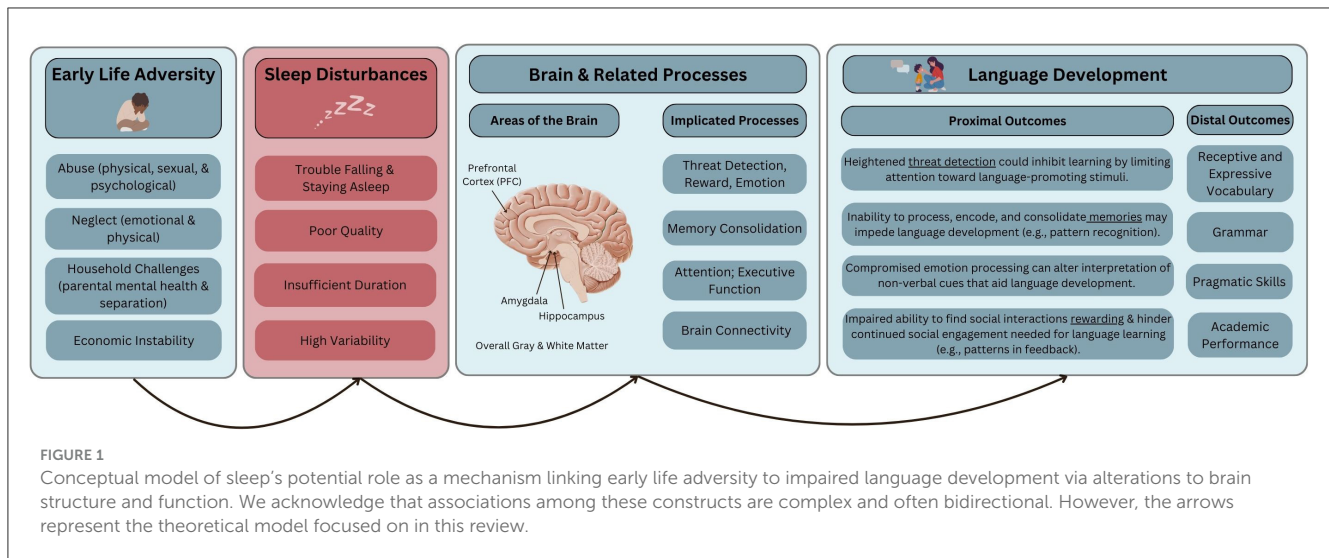 Early Life Adversity
Abuse (physical, sexual, &
psychological)
Neglect (emotional &
physical)
Household Challenges
(parental mental health &
separation)
Economic Instability
Sleep Disturbances
zzZZ
Trouble Falling &
Staying Asleep
Poor Quality
Insufficient Duration
High Variability
Brain & Related Processes
Areas of the Brain
Prefrontal
Cortex (PFC)
Amygdala
Hippocampus
Overall Gray & White Matter
Implicated Processes
Threat Detection,
Reward, Emotion
Memory Consolidation
Attention; Executive
Function
Brain Connectivity
Language Development
Proximal Outcomes
Heightened threat detection could inhibit learning by limiting
attention toward language-promoting stimuli.
Inability to process, encode, and consolidate memories may
impede language development (e.g., pattern recognition).
Compromised emotion processing can alter interpretation of
non-verbal cues that aid language development.
Impaired ability to find social interactions rewarding & hinder
continued social engagement needed for language learning
(e.g., patterns in feedback).
Distal Outcomes
Receptive and
Expressive
Vocabulary
Grammar
Pragmatic Skills
Academic
Performance
FIGURE 1
Conceptual model of sleep's potential role as a mechanism linking early life adversity to impaired language development via alterations to brain
structure and function. We acknowledge that associations among these constructs are complex and often bidirectional. However, the arrows
represent the theoretical model focused on in this review.